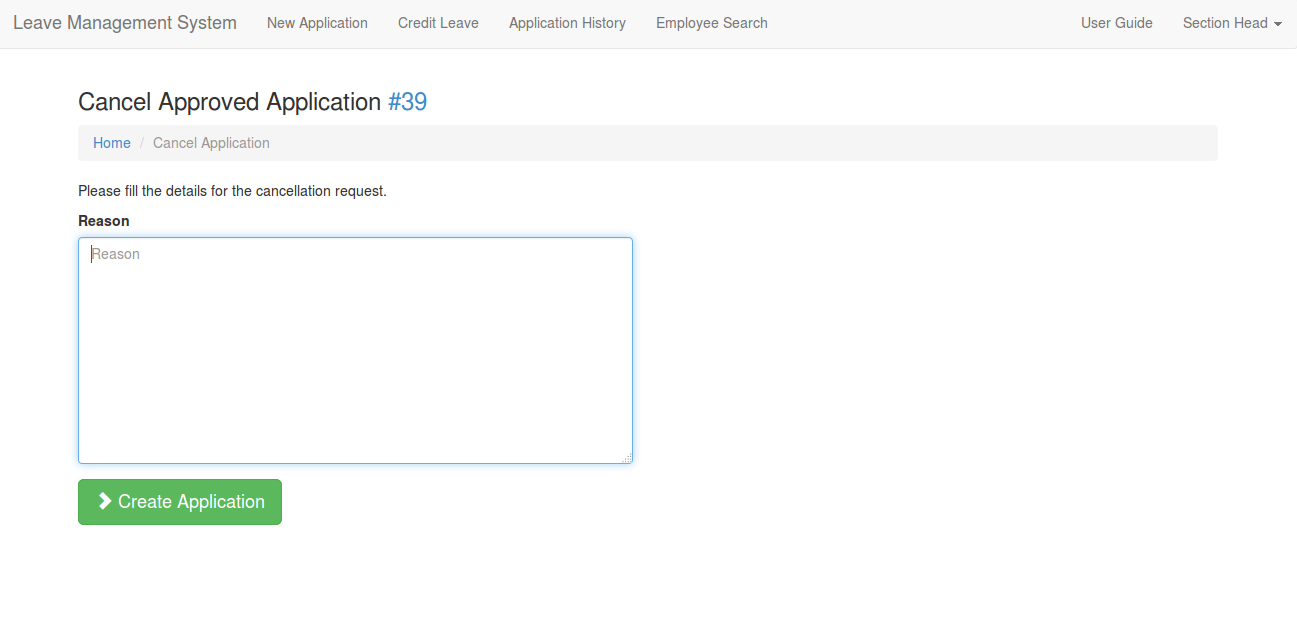 Leave Management System New Application Credit Leave Application History Employee Search User Guide Section Head
Cancel Approved Application #39
Home / Cancel Application
Please fill the details for the cancellation request.
Reason
Reason
Create Application